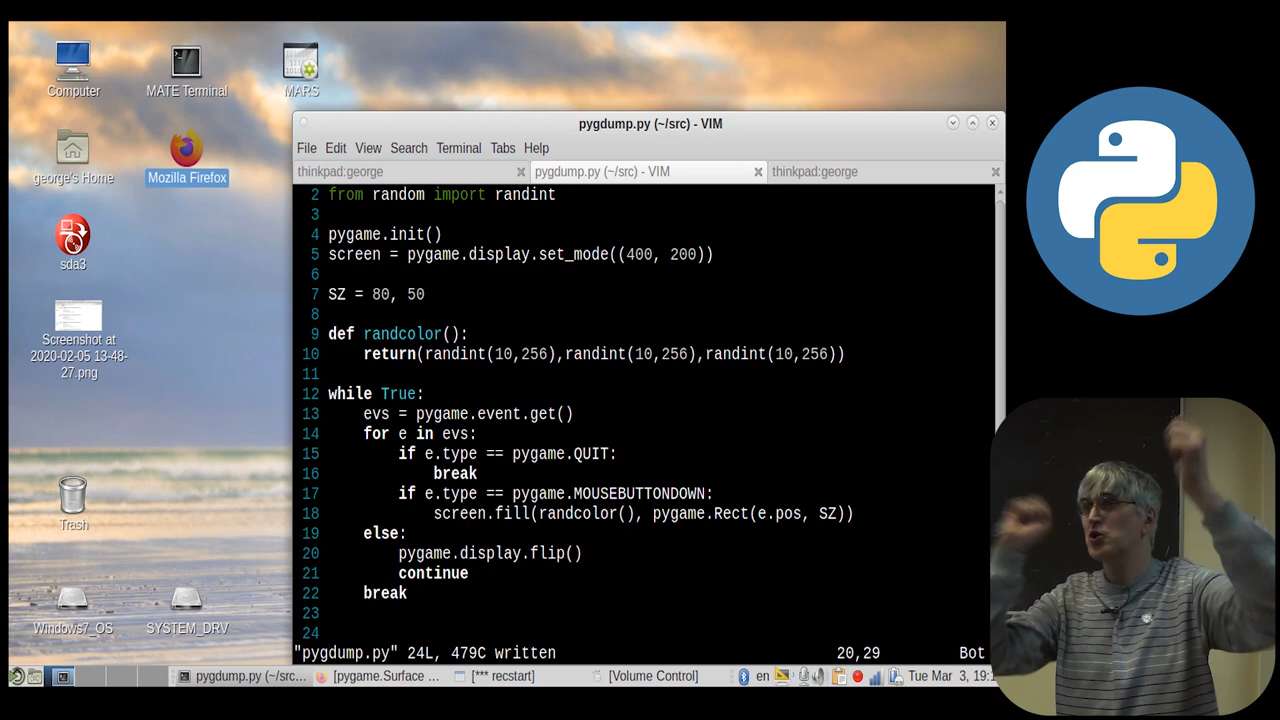 Computer
MATE Terminal
MARS
george's Home
Mozilla Firefox
sda3
Screenshot at
2020-02-05 13-48-
27.png
Trash
Windows7_OS
SYSTEM_DRV
pygdump.py (~/src) - VIM
File Edit View Search Terminal Tabs Help
thinkpad:george
pygdump.py (~/src) - VIM
thinkpad:george
2 from random import randint
3
4 pygame.init()
5 screen = pygame.display.set_mode((400, 200))
6
7 SZ = 80, 50
8
9 def randcolor():
10     return(randint(10,256),randint(10,256),randint(10,256))
11
12 while True:
13     evs = pygame.event.get()
14     for e in evs:
15         if e.type == pygame.QUIT:
16             break
17         if e.type == pygame.MOUSEBUTTONDOWN:
18             screen.fill(randcolor(), pygame.Rect(e.pos, SZ))
19     else:
20         pygame.display.flip()
21         continue
22     break
23
24
"pygdump.py" 24L, 479C written 20,29 Bot
pygdump.py (~/src)... [pygame.Surface ... [*** recstart] [Volume Control] en Tue Mar 3, 19:1